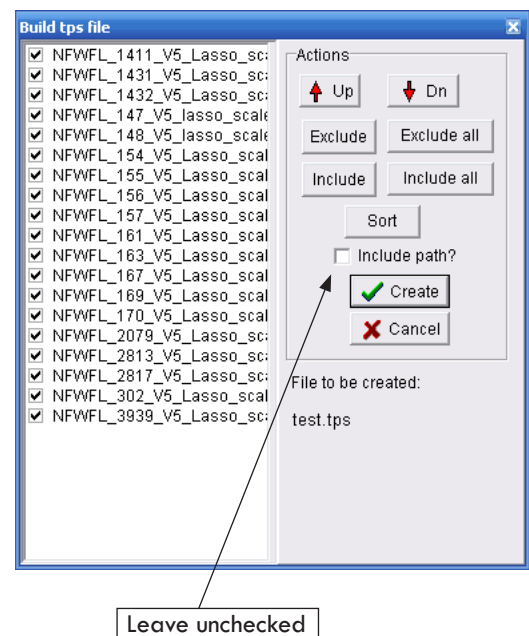 Build tps file
NFWFL_1411_V5_Lasso_sc
NFWFL_1431_V5_Lasso_sc
NFWFL_1432_V5_Lasso_sc
NFWFL_147_V5_lasso_scale
NFWFL_148_V5_lasso_scale
NFWFL_154_V5_Lasso_scal
NFWFL_155_V5_Lasso_scal
NFWFL_156_V5_Lasso_scal
NFWFL_157_V5_Lasso_scal
NFWFL_161_V5_Lasso_scal
NFWFL_163_V5_Lasso_scal
NFWFL_167_V5_Lasso_scal
NFWFL_169_V5_Lasso_scal
NFWFL_170_V5_Lasso_scal
NFWFL_2079_V5_Lasso_sc
NFWFL_2813_V5_Lasso_sc
NFWFL_2817_V5_Lasso_sc
NFWFL_302_V5_Lasso_scal
NFWFL_3939_V5_Lasso_sc
Actions
Up Dn
Exclude Exclude all
Include Include all
Sort
Include path?
Create
Cancel
File to be created:
test.tps
Leave unchecked